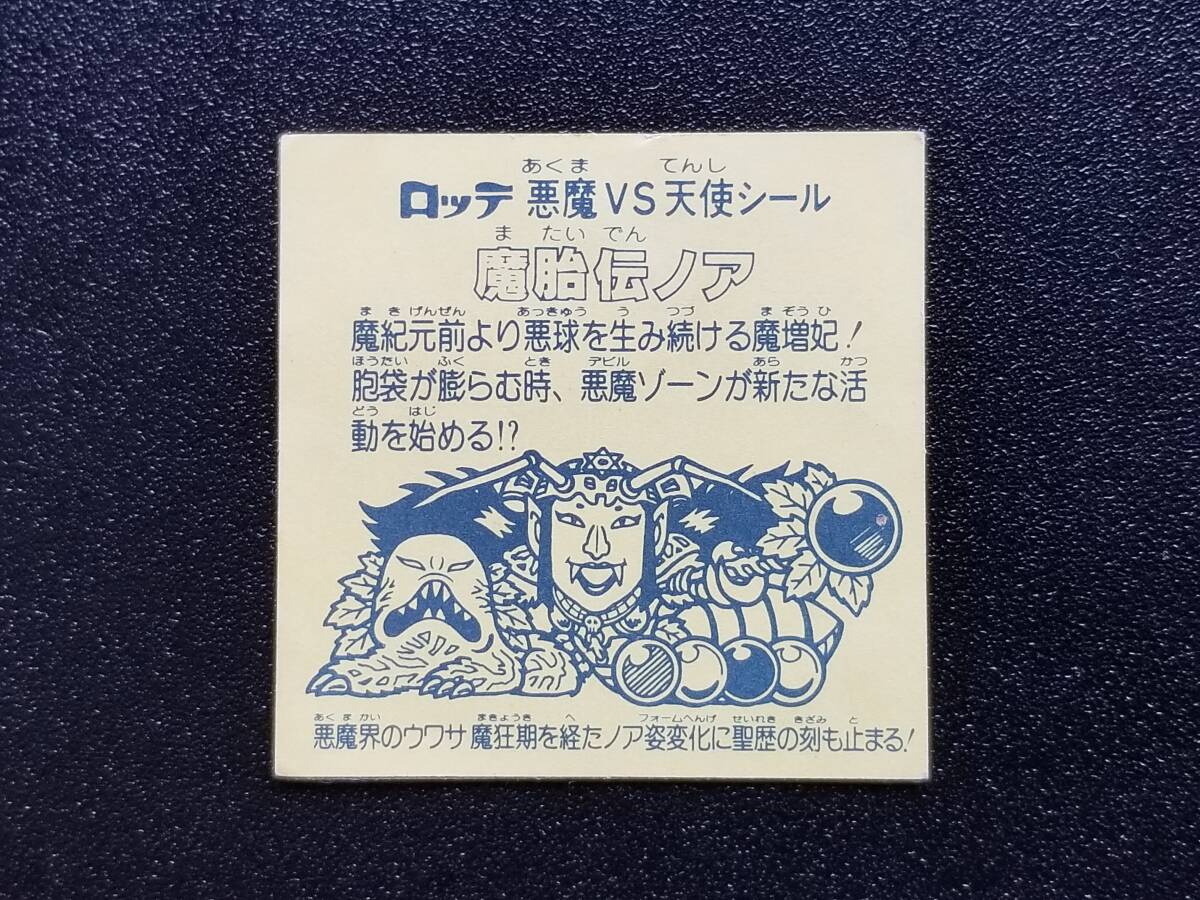 あくま てんし
ロッテ 悪魔VS天使シール
ま たい でん
魔胎伝ノア
ま き げんぜん あっきゅう う つづ ま ぞう ひ
魔紀元前より悪球を生み続ける魔増妃!
ほうたい ふく とき デビル あら かつ
胞袋が膨らむ時、悪魔ゾーンが新たな活
どう はじ
動を始める!?
あく ま かい まきょうき へ フォームへんげ せいれき きざみ と
悪魔界のウワサ 魔狂期を経たノア姿変化に聖歴の刻も止まる!